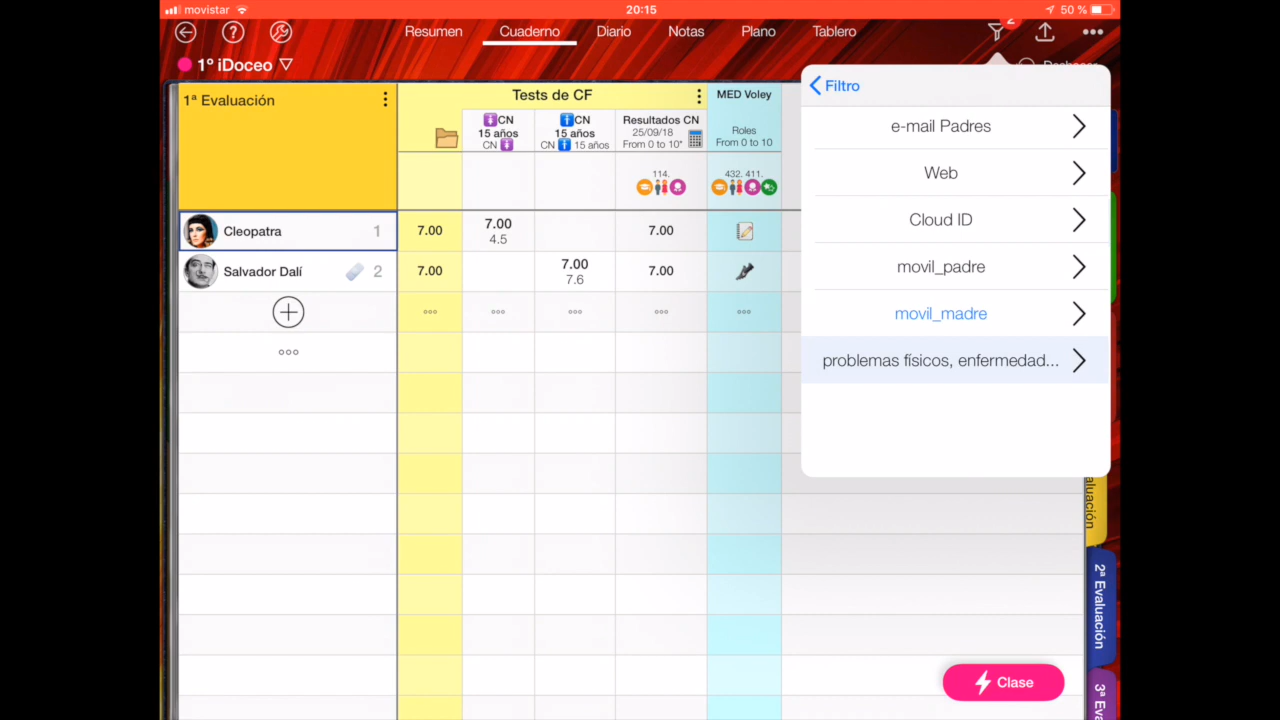 movistar
20:15
50 %
?
Resumen
Cuaderno
Diario
Notas
Plano
Tablero
2
1º iDoceo
Filtro
e-mail Padres
Web
Cloud ID
movil_padre
movil_madre
problemas físicos, enfermedad...
1ª Evaluación
Tests de CF
MED Voley
CN
15 años
CN
CN
15 años
CN 15 años
Resultados CN
25/09/18
From 0 to 10*
Roles
From 0 to 10
114.
432. 411.
Cleopatra 1
7.00
7.00
4.5
7.00
Salvador Dalí 2
7.00
7.00
7.6
7.00
2ª Evaluación
Clase